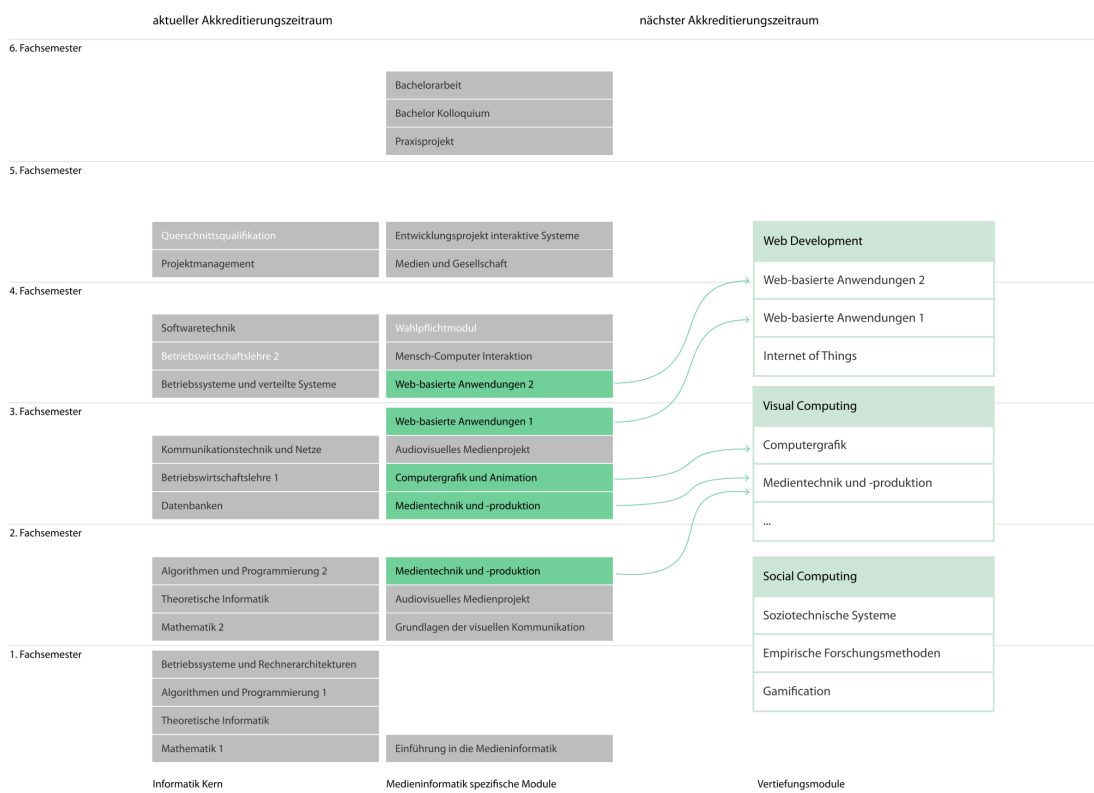 aktueller Akkreditierungszeitraum
nächster Akkreditierungszeitraum
6. Fachsemester
Bachelorarbeit
Bachelor Kolloquium
Praxisprojekt
5. Fachsemester
Querschnittsqualifikation
Entwicklungsprojekt interaktive Systeme
Projektmanagement
Medien und Gesellschaft
4. Fachsemester
Softwaretechnik
Wahlpflichtmodul
Betriebswirtschaftslehre 2
Mensch-Computer Interaktion
Betriebssysteme und verteilte Systeme
Web-basierte Anwendungen 2
3. Fachsemester
Web-basierte Anwendungen 1
Kommunikationstechnik und Netze
Audiovisuelles Medienprojekt
Betriebswirtschaftslehre 1
Computergrafik und Animation
Datenbanken
Medientechnik und -produktion
2. Fachsemester
Algorithmen und Programmierung 2
Medientechnik und -produktion
Theoretische Informatik
Audiovisuelles Medienprojekt
Mathematik 2
Grundlagen der visuellen Kommunikation
1. Fachsemester
Betriebssysteme und Rechnerarchitekturen
Algorithmen und Programmierung 1
Theoretische Informatik
Mathematik 1
Einführung in die Medieninformatik
Web Development
Web-basierte Anwendungen 2
Web-basierte Anwendungen 1
Internet of Things
Visual Computing
Computergrafik
Medientechnik und -produktion
...
Social Computing
Soziotechnische Systeme
Empirische Forschungsmethoden
Gamification
Informatik Kern
Medieninformatik spezifische Module
Vertiefungsmodule